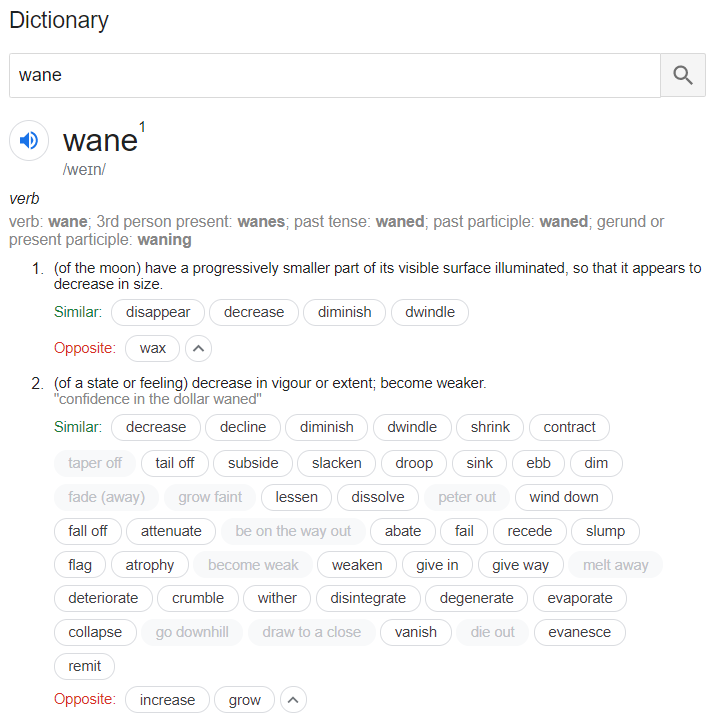 Dictionary
wane
wane1
/weɪn/
verb
verb: wane; 3rd person present: wanes; past tense: waned; past participle: waned; gerund or
present participle: waning
1. (of the moon) have a progressively smaller part of its visible surface illuminated, so that it appears to
decrease in size.
Similar: disappear decrease diminish dwindle
Opposite: wax
2. (of a state or feeling) decrease in vigour or extent; become weaker.
"confidence in the dollar waned"
Similar: decrease decline diminish dwindle shrink contract
taper off tail off subside slacken droop sink ebb dim
fade (away) grow faint lessen dissolve peter out wind down
fall off attenuate be on the way out abate fail recede slump
flag atrophy become weak weaken give in give way melt away
deteriorate crumble wither disintegrate degenerate evaporate
collapse go downhill draw to a close vanish die out evanesce
remit
Opposite: increase grow